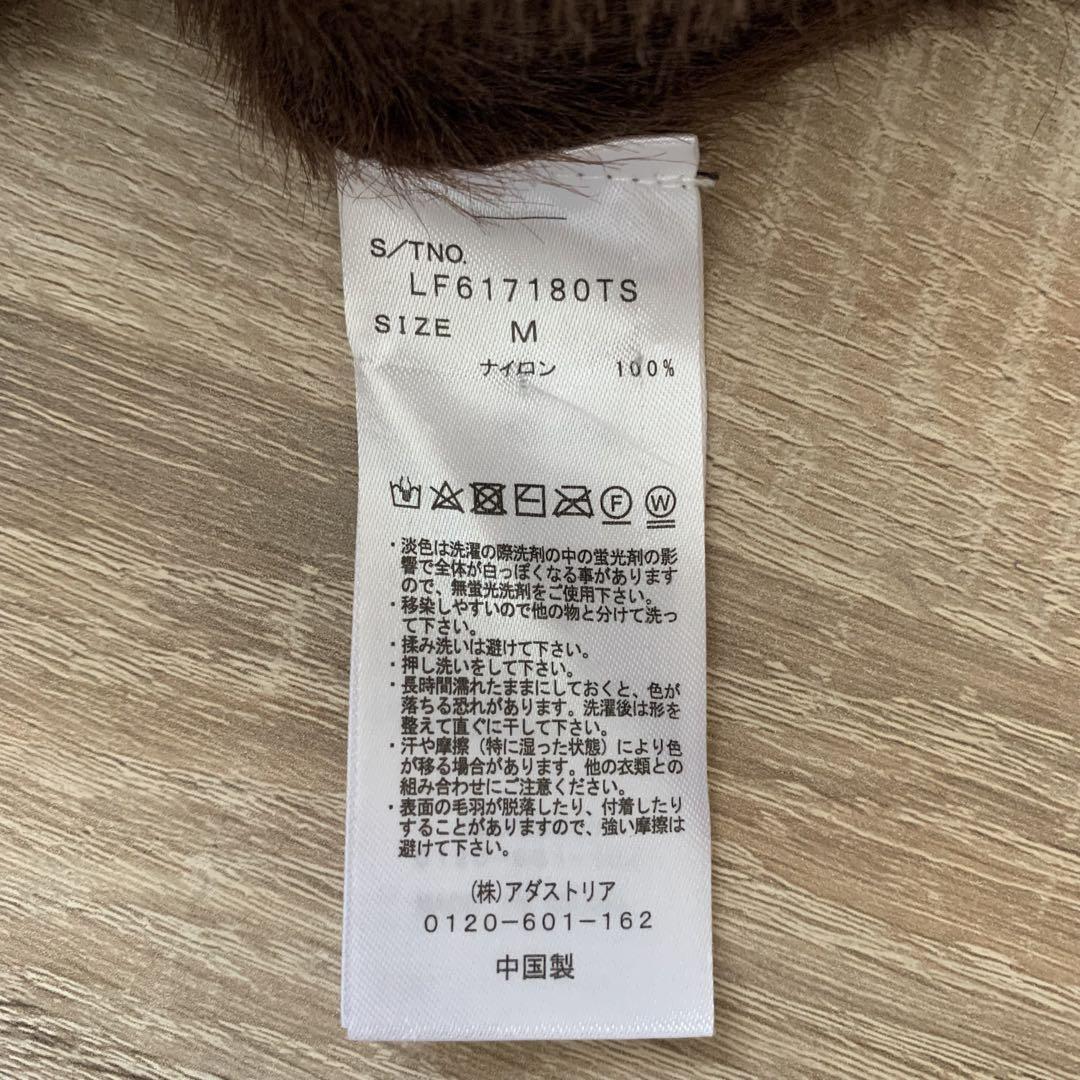 S/TNO.
LF617180TS
SIZE M
ナイロン 100%
F W
・淡色は洗濯の際洗剤の中の蛍光剤の影
響で全体が白っぽくなる事があります
ので、無蛍光洗剤をご使用下さい。
・移染しやすいので他の物と分けて洗っ
て下さい。
・揉み洗いは避けて下さい。
・押し洗いをして下さい。
・長時間濡れたままにしておくと、色が
落ちる恐れがあります。洗濯後は形を
整えて直ぐに干して下さい。
・汗や摩擦（特に湿った状態）により色
が移る場合があります。他の衣類との
組み合わせにご注意ください。
・表面の毛羽が脱落したり、付着したり
することがありますので、強い摩擦は
避けて下さい。
(株)アダストリア
0120-601-162
中国製